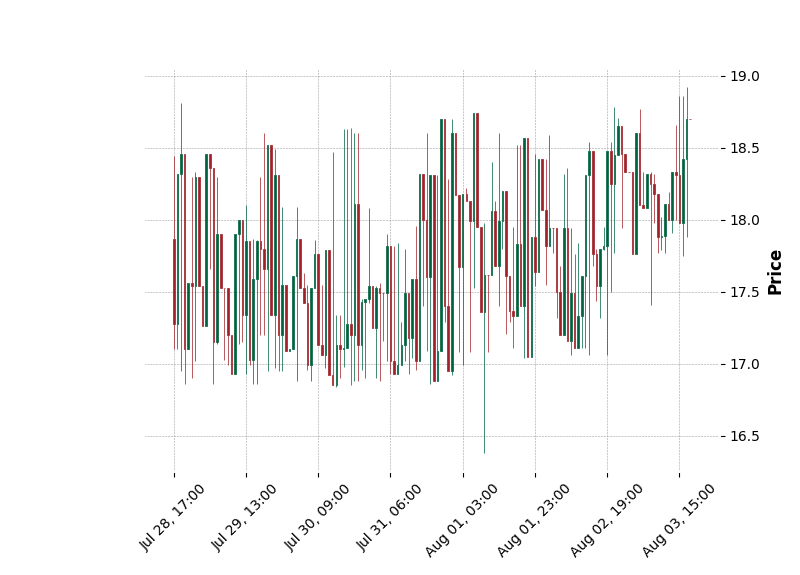 19.0
18.5
18.0
17.5
17.0
16.5
Price
Jul 28, 17:00
Jul 29, 13:00
Jul 30, 09:00
Jul 31, 06:00
Aug 01, 03:00
Aug 01, 23:00
Aug 02, 19:00
Aug 03, 15:00